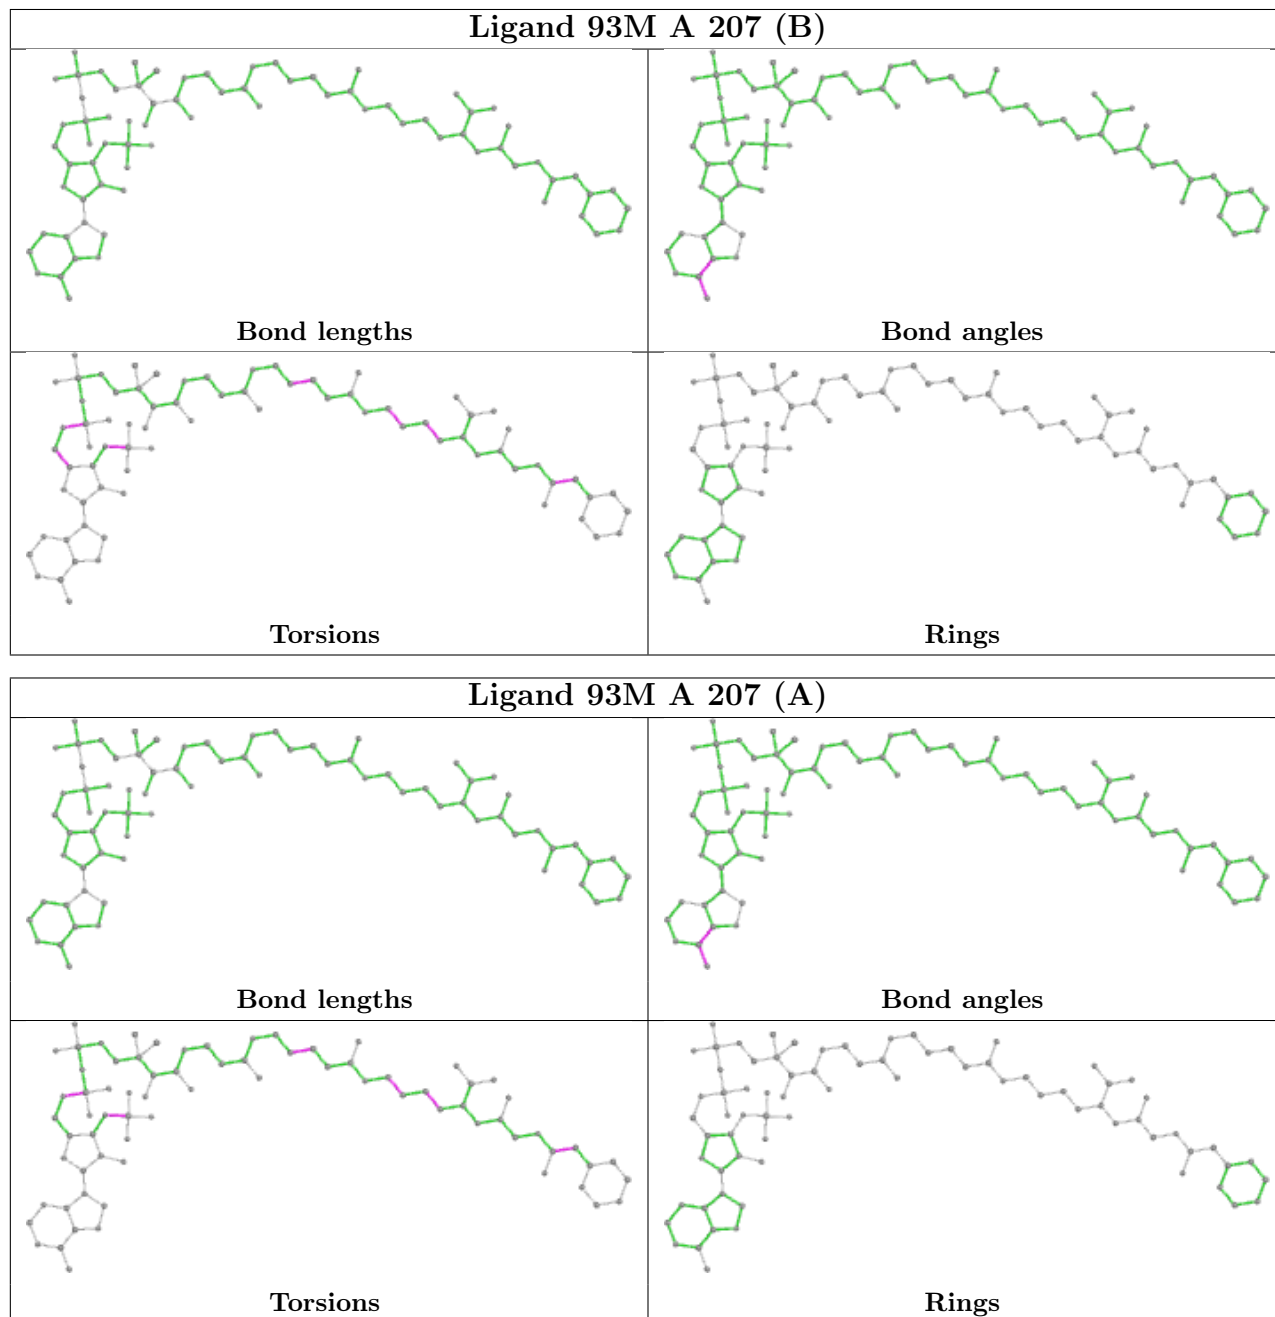 Ligand 93M A 207 (B)
Bond lengths
Bond angles
Torsions
Rings
Ligand 93M A 207 (A)
Bond lengths
Bond angles
Torsions
Rings